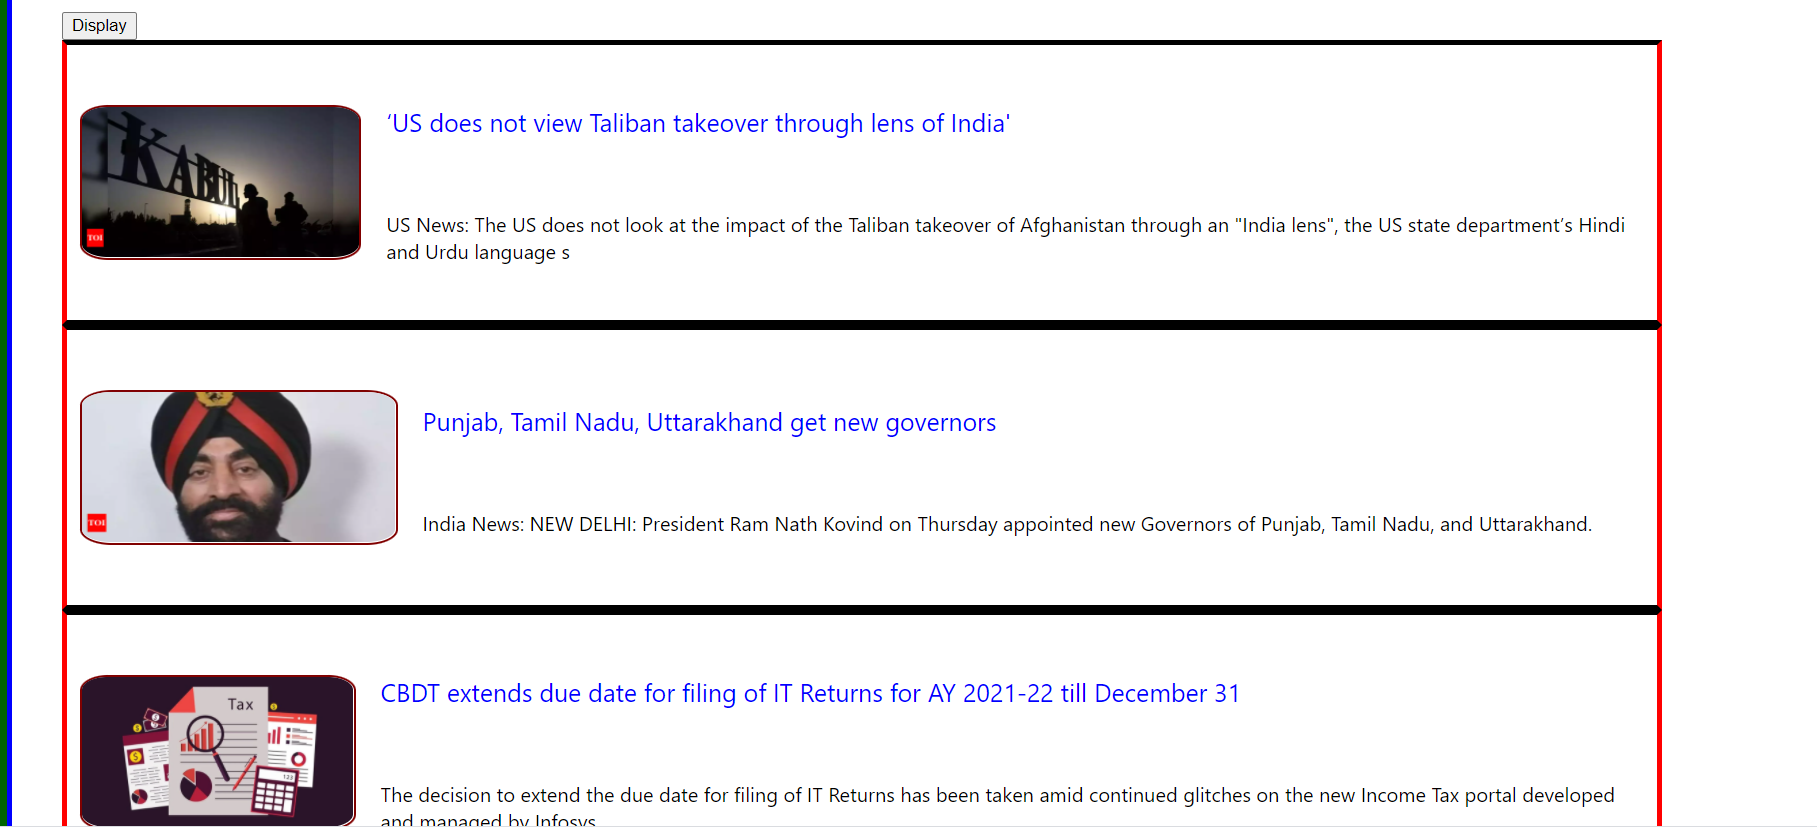 Display
KABUL
TOI
‘US does not view Taliban takeover through lens of India'
US News: The US does not look at the impact of the Taliban takeover of Afghanistan through an "India lens", the US state department’s Hindi
and Urdu language s
TOI
Punjab, Tamil Nadu, Uttarakhand get new governors
India News: NEW DELHI: President Ram Nath Kovind on Thursday appointed new Governors of Punjab, Tamil Nadu, and Uttarakhand.
Tax
123
CBDT extends due date for filing of IT Returns for AY 2021-22 till December 31
The decision to extend the due date for filing of IT Returns has been taken amid continued glitches on the new Income Tax portal developed
and managed by Infosys